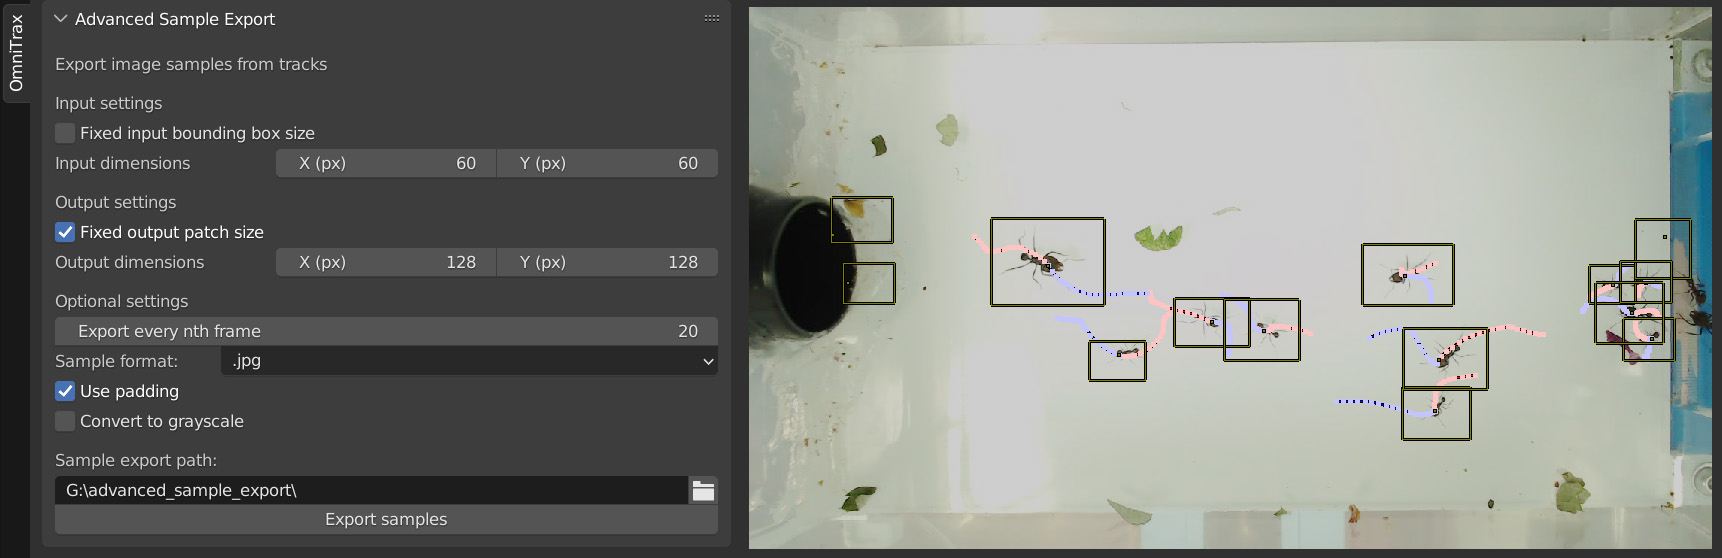 OmniTrax
Advanced Sample Export
Export image samples from tracks
Input settings
Fixed input bounding box size
Input dimensions X (px) 60 Y (px) 60
Output settings
Fixed output patch size
Output dimensions X (px) 128 Y (px) 128
Optional settings
Export every nth frame 20
Sample format: .jpg
Use padding
Convert to grayscale
Sample export path:
G:\advanced_sample_export\
Export samples